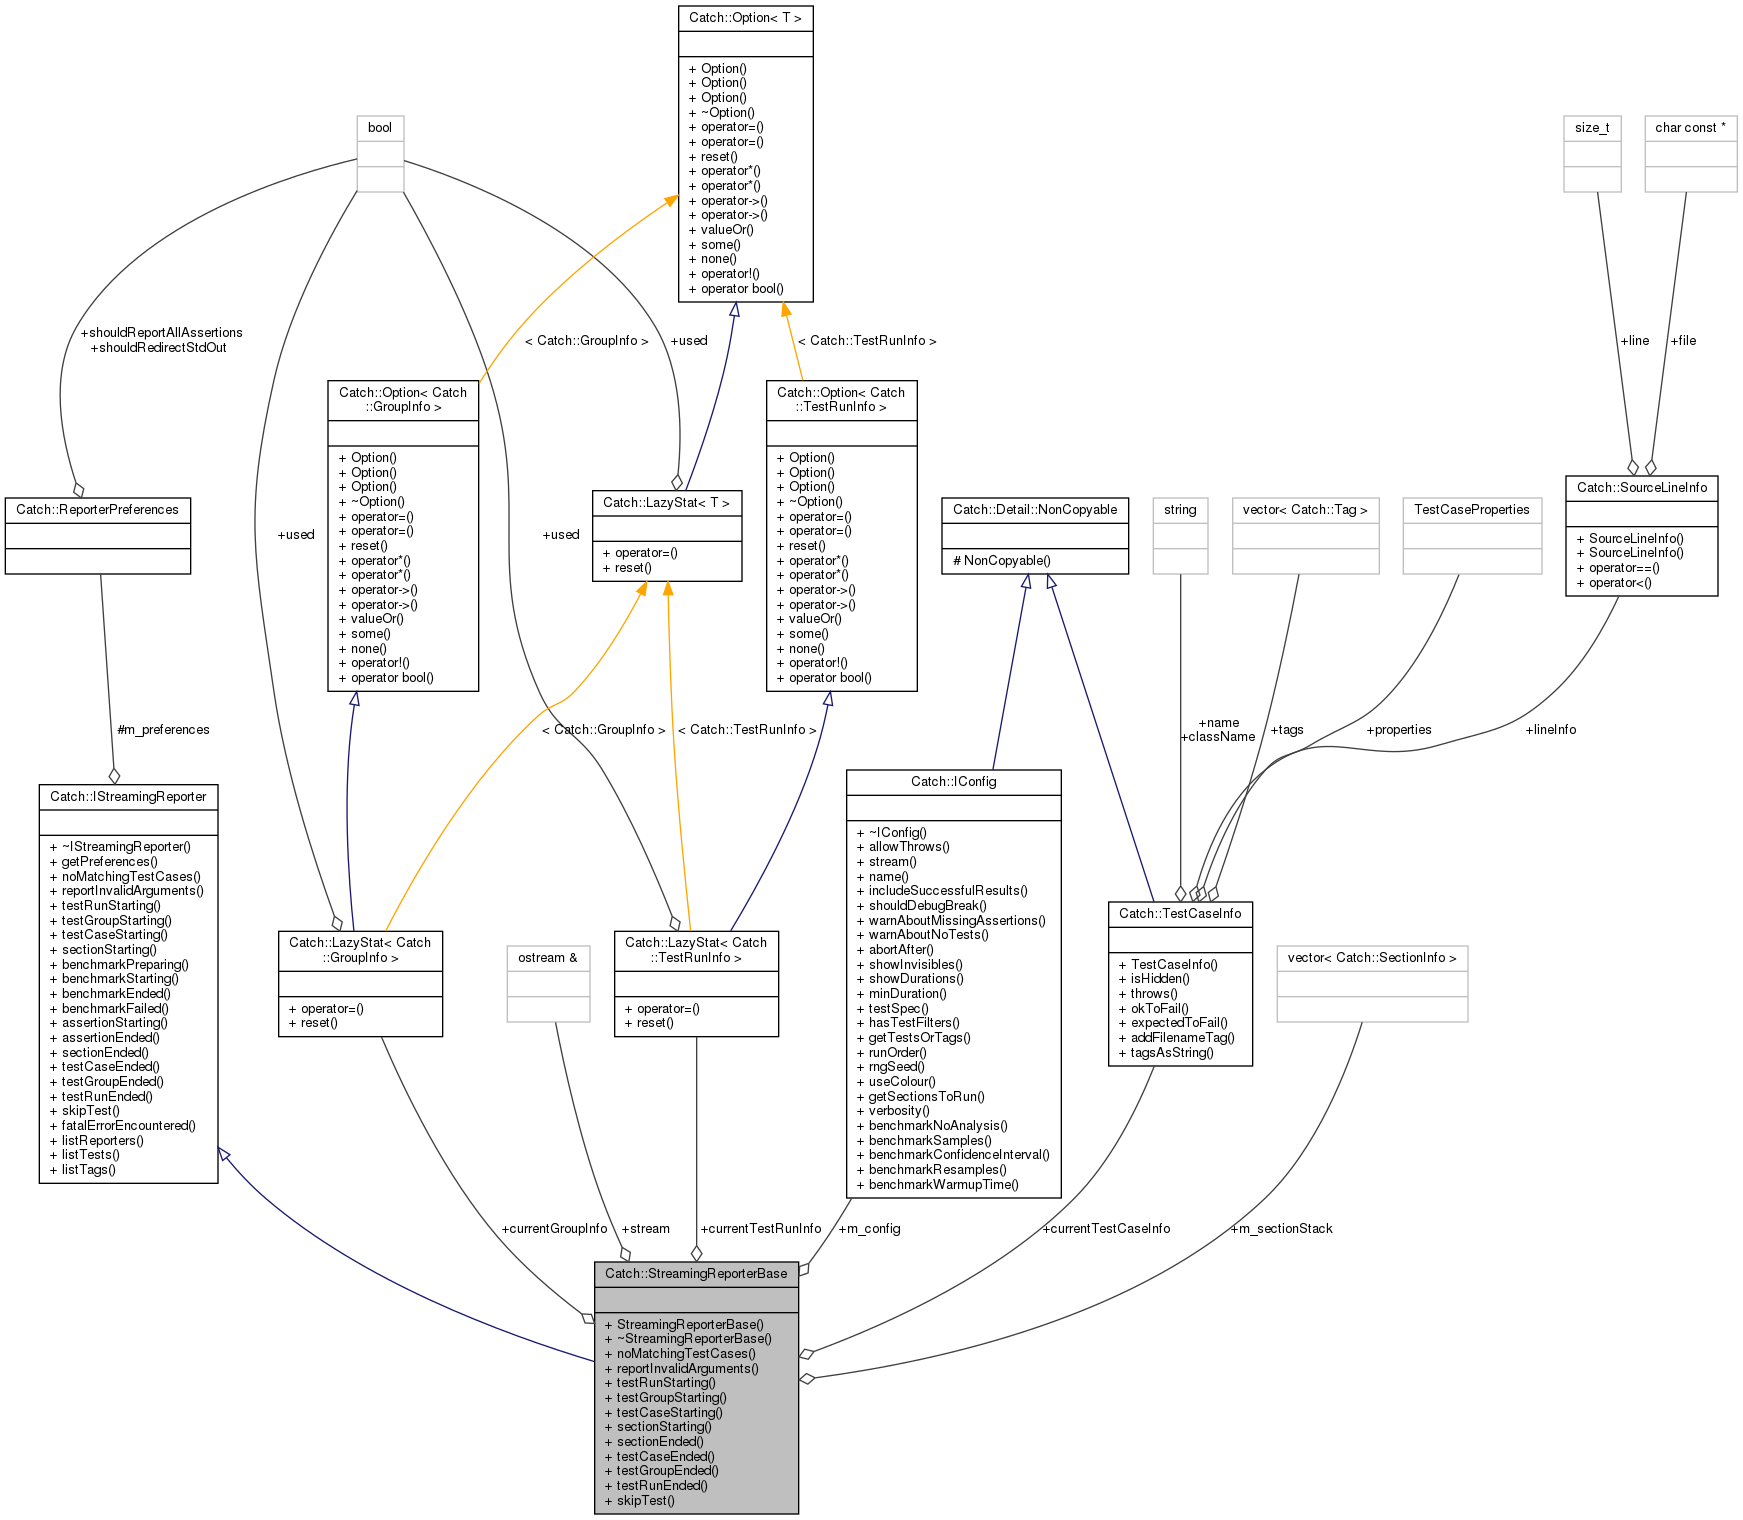 Catch::Option< T >
+ Option()
+ Option()
+ Option()
+ ~Option()
+ operator=()
+ operator=()
+ reset()
+ operator*()
+ operator*()
+ operator->()
+ operator->()
+ valueOr()
+ some()
+ none()
+ operator!()
+ operator bool()
bool
size_t
char const *
+shouldReportAllAssertions
+shouldRedirectStdOut
< Catch::GroupInfo >
+used
< Catch::TestRunInfo >
+line
+file
Catch::Option< Catch
::GroupInfo >
+ Option()
+ Option()
+ Option()
+ ~Option()
+ operator=()
+ operator=()
+ reset()
+ operator*()
+ operator*()
+ operator->()
+ operator->()
+ valueOr()
+ some()
+ none()
+ operator!()
+ operator bool()
Catch::Option< Catch
::TestRunInfo >
+ Option()
+ Option()
+ Option()
+ ~Option()
+ operator=()
+ operator=()
+ reset()
+ operator*()
+ operator*()
+ operator->()
+ operator->()
+ valueOr()
+ some()
+ none()
+ operator!()
+ operator bool()
Catch::ReporterPreferences
+used
+used
Catch::LazyStat< T >
+ operator=()
+ reset()
Catch::Detail::NonCopyable
# NonCopyable()
string
vector< Catch::Tag >
TestCaseProperties
Catch::SourceLineInfo
+ SourceLineInfo()
+ SourceLineInfo()
+ operator==()
+ operator<()
#m_preferences
< Catch::GroupInfo >
< Catch::TestRunInfo >
+name
+className
+tags
+properties
+lineInfo
Catch::IStreamingReporter
+ ~IStreamingReporter()
+ getPreferences()
+ noMatchingTestCases()
+ reportInvalidArguments()
+ testRunStarting()
+ testGroupStarting()
+ testCaseStarting()
+ sectionStarting()
+ benchmarkPreparing()
+ benchmarkStarting()
+ benchmarkEnded()
+ benchmarkFailed()
+ assertionStarting()
+ assertionEnded()
+ sectionEnded()
+ testCaseEnded()
+ testGroupEnded()
+ testRunEnded()
+ skipTest()
+ fatalErrorEncountered()
+ listReporters()
+ listTests()
+ listTags()
Catch::LazyStat< Catch
::GroupInfo >
+ operator=()
+ reset()
ostream &
Catch::LazyStat< Catch
::TestRunInfo >
+ operator=()
+ reset()
Catch::IConfig
+ ~IConfig()
+ allowThrows()
+ stream()
+ name()
+ includeSuccessfulResults()
+ shouldDebugBreak()
+ warnAboutMissingAssertions()
+ warnAboutNoTests()
+ abortAfter()
+ showInvisibles()
+ showDurations()
+ minDuration()
+ testSpec()
+ hasTestFilters()
+ getTestsOrTags()
+ runOrder()
+ rngSeed()
+ useColour()
+ getSectionsToRun()
+ verbosity()
+ benchmarkNoAnalysis()
+ benchmarkSamples()
+ benchmarkConfidenceInterval()
+ benchmarkResamples()
+ benchmarkWarmupTime()
Catch::TestCaseInfo
+ TestCaseInfo()
+ isHidden()
+ throws()
+ okToFail()
+ expectedToFail()
+ addFilenameTag()
+ tagsAsString()
vector< Catch::SectionInfo >
+currentGroupInfo
+stream
+currentTestRunInfo
+m_config
+currentTestCaseInfo
+m_sectionStack
Catch::StreamingReporterBase
+ StreamingReporterBase()
+ ~StreamingReporterBase()
+ noMatchingTestCases()
+ reportInvalidArguments()
+ testRunStarting()
+ testGroupStarting()
+ testCaseStarting()
+ sectionStarting()
+ sectionEnded()
+ testCaseEnded()
+ testGroupEnded()
+ testRunEnded()
+ skipTest()